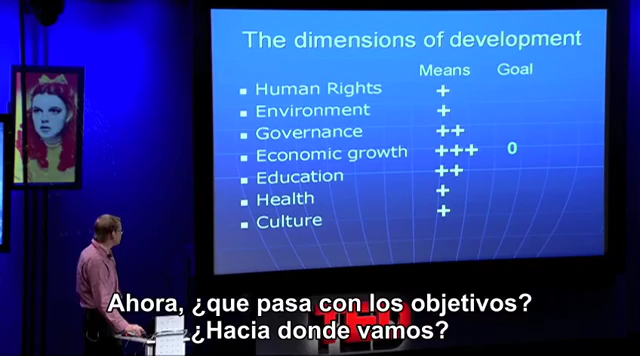 The dimensions of development
Means Goal
Human Rights +
Environment +
Governance ++
Economic growth +++ 0
Education ++
Health +
Culture +
TED
Ahora, ¿que pasa con los objetivos?
¿Hacia donde vamos?